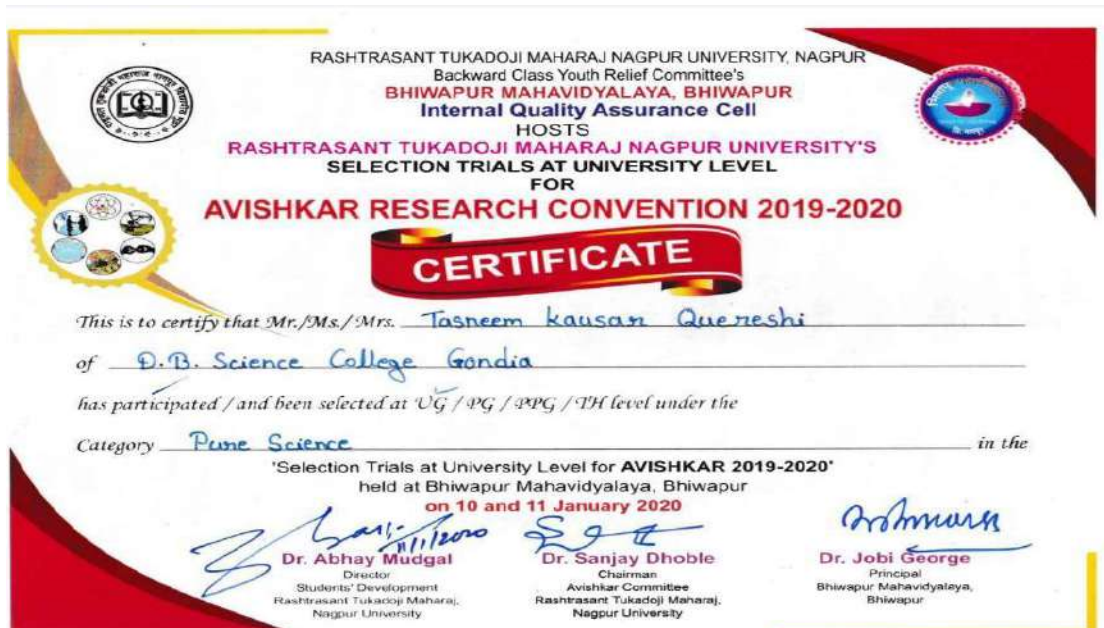 RASHTRASANT TUKADOJI MAHARAJ NAGPUR UNIVERSITY, NAGPUR
Backward Class Youth Relief Committee's
BHIWAPUR MAHAVIDYALAYA, BHIWAPUR
Internal Quality Assurance Cell
HOSTS
RASHTRASANT TUKADOJI MAHARAJ NAGPUR UNIVERSITY'S
SELECTION TRIALS AT UNIVERSITY LEVEL
FOR
AVISHKAR RESEARCH CONVENTION 2019-2020
CERTIFICATE
This is to certify that Mr./Ms./Mrs. Tasneem Kausar Quereshi
of D.B. Science College Gondia
has participated / and been selected at UG / PG / PPG / TH level under the
Category Pure Science in the
'Selection Trials at University Level for AVISHKAR 2019-2020'
held at Bhiwapur Mahavidyalaya, Bhiwapur
on 10 and 11 January 2020
11/1/2020
Dr. Abhay Mudgal
Director
Students' Development
Rashtrasant Tukadoji Maharaj,
Nagpur University
Dr. Sanjay Dhoble
Chairman
Avishkar Committee
Rashtrasant Tukadoji Maharaj,
Nagpur University
Dr. Jobi George
Principal
Bhiwapur Mahavidyalaya,
Bhiwapur